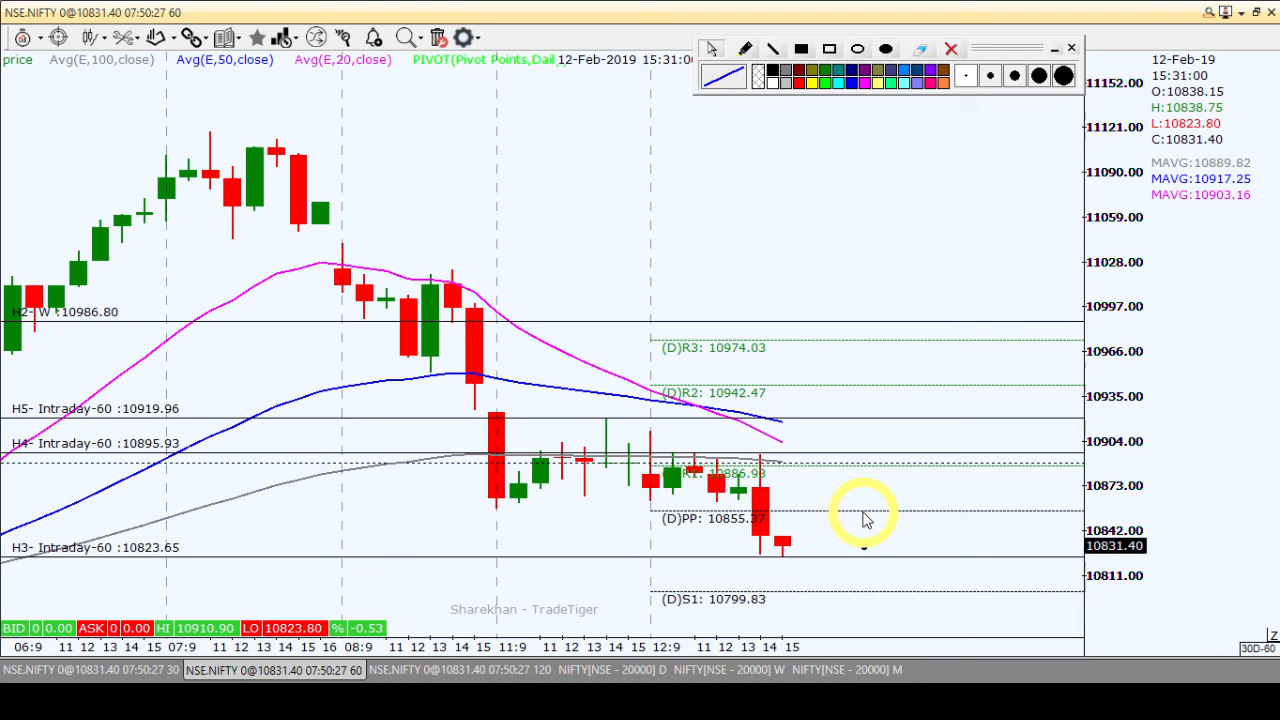 NSE.NIFTY 0@10831.40 07:50:27 60
price Avg(E,100,close) Avg(E,50,close) Avg(E,20,close) PIVOT(Pivot Points,Daily 12-Feb-2019 15:31:00
12-Feb-19
15:31:00
O:10838.15
H:10838.75
L:10823.80
C:10831.40
MAVG:10889.82
MAVG:10917.25
MAVG:10903.16
11152.00
11121.00
11090.00
11059.00
11028.00
10997.00
10966.00
10935.00
10904.00
10873.00
10842.00
10831.40
10811.00
H2- W :10986.80
(D)R3: 10974.03
(D)R2: 10942.47
H5- Intraday-60 :10919.96
H4- Intraday-60 :10895.93
R1: 10886.93
(D)PP: 10855.37
H3- Intraday-60 :10823.65
(D)S1: 10799.83
Sharekhan - TradeTiger
BID 0 0.00 ASK 0 0.00 HI 10910.90 LO 10823.80 % -0.53
06:9 11 12 13 14 15 07:9 11 12 13 14 15 16 08:9 11 12 13 14 15 11:9 11 12 13 14 15 12:9 11 12 13 14 15
Z
30D-60
NSE.NIFTY 0@10831.40 07:50:27 30 NSE.NIFTY 0@10831.40 07:50:27 60 NSE.NIFTY 0@10831.40 07:50:27 120 NIFTY[NSE - 20000] D NIFTY[NSE - 20000] W NIFTY[NSE - 20000] M